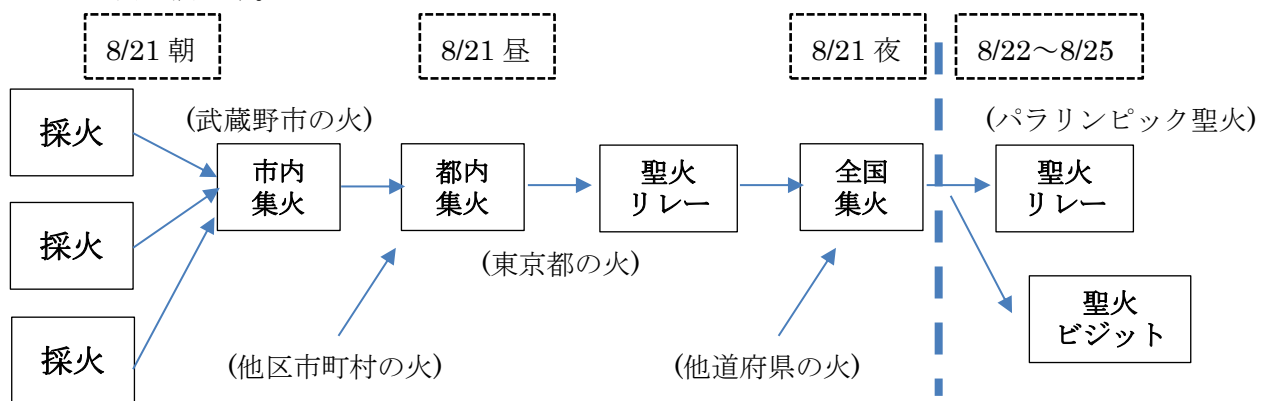 8/21 朝
8/21 昼
8/21 夜
8/22～8/25
採火
採火
採火
(武蔵野市の火)
市内
集火
都内
集火
(他区市町村の火)
聖火
リレー
(東京都の火)
全国
集火
(他道府県の火)
(パラリンピック聖火)
聖火
リレー
聖火
ビジット